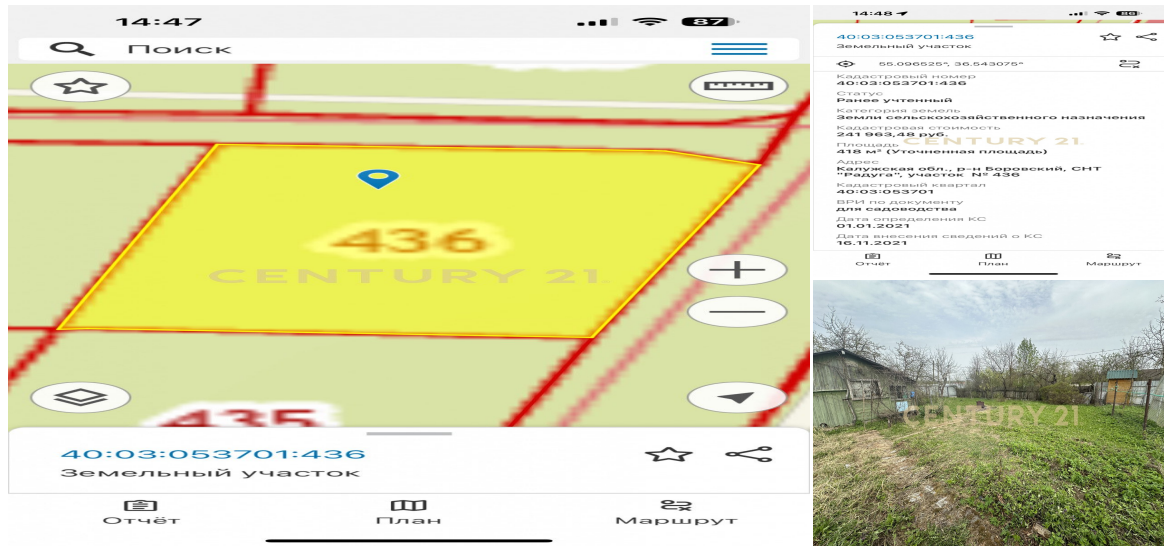 14:47
87
Поиск
436
CENTURY 21
435
40:03:053701:436
Земельный участок
Отчёт
План
Маршрут
14:48
86
40:03:053701:436
Земельный участок
55.096525°, 36.543075°
Кадастровый номер
40:03:053701:436
Статус
Ранее учтенный
Категория земель
Земли сельскохозяйственного назначения
Кадастровая стоимость
241 963,48 руб.
CENTURY 21
Площадь
418 м² (Уточненная площадь)
Адрес
Калужская обл., р-н Боровский, СНТ
"Радуга", участок № 436
Кадастровый квартал
40:03:053701
ВРИ по документу
для садоводства
Дата определения КС
01.01.2021
Дата внесения сведений о КС
16.11.2021
Отчёт
План
Маршрут
CENTURY 21